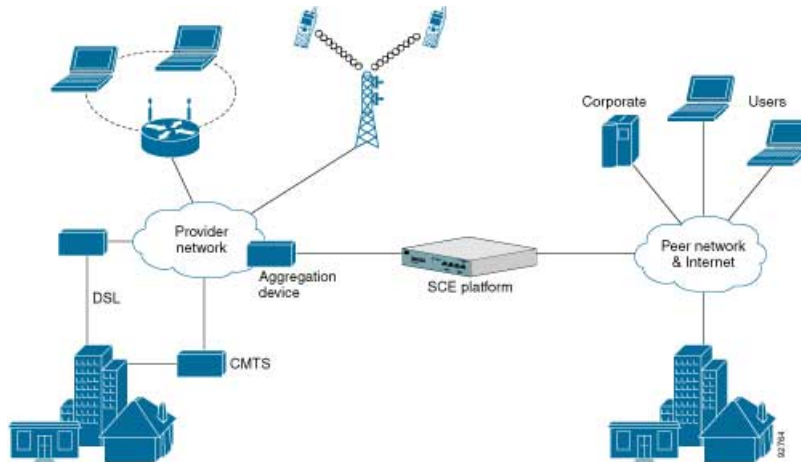 Corporate
Users
Provider
network
Aggregation
device
SCE platform
Peer network
& Internet
DSL
CMTS
92764